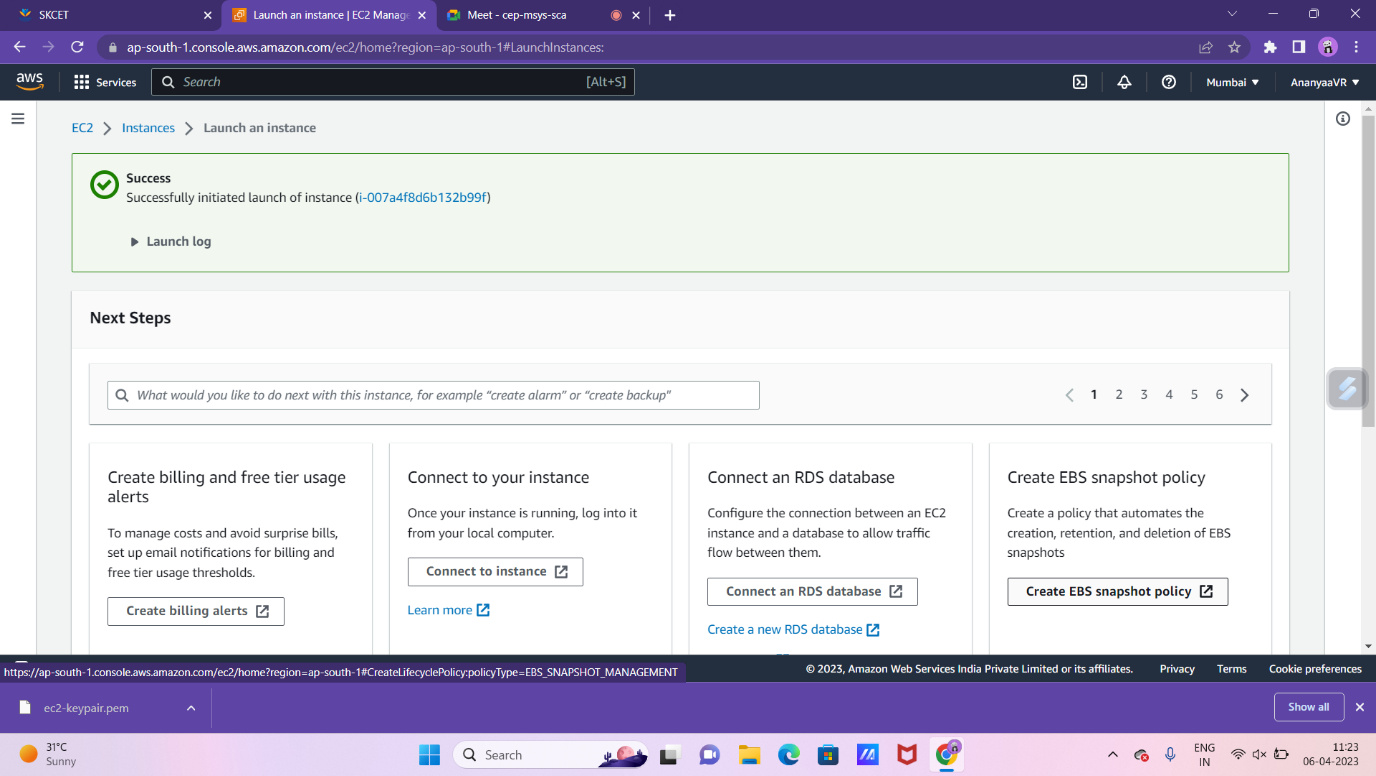 SKCET
Launch an instance | EC2 Manage
Meet - cep-msys-sca
ap-south-1.console.aws.amazon.com/ec2/home?region=ap-south-1#LaunchInstances:
aws
Services
Search
[Alt+S]
Mumbai
AnanyaaVR
EC2 > Instances > Launch an instance
Success
Successfully initiated launch of instance (i-007a4f8d6b132b99f)
Launch log
Next Steps
What would you like to do next with this instance, for example “create alarm” or “create backup”
1 2 3 4 5 6
Create billing and free tier usage
alerts
To manage costs and avoid surprise bills,
set up email notifications for billing and
free tier usage thresholds.
Create billing alerts
Connect to your instance
Once your instance is running, log into it
from your local computer.
Connect to instance
Learn more
Connect an RDS database
Configure the connection between an EC2
instance and a database to allow traffic
flow between them.
Connect an RDS database
Create a new RDS database
Create EBS snapshot policy
Create a policy that automates the
creation, retention, and deletion of EBS
snapshots
Create EBS snapshot policy
https://ap-south-1.console.aws.amazon.com/ec2/home?region=ap-south-1#CreateLifecyclePolicy:policyType=EBS_SNAPSHOT_MANAGEMENT
© 2023, Amazon Web Services India Private Limited or its affiliates.
Privacy
Terms
Cookie preferences
ec2-keypair.pem
Show all
31°C
Sunny
Search
ENG
IN
11:23
06-04-2023